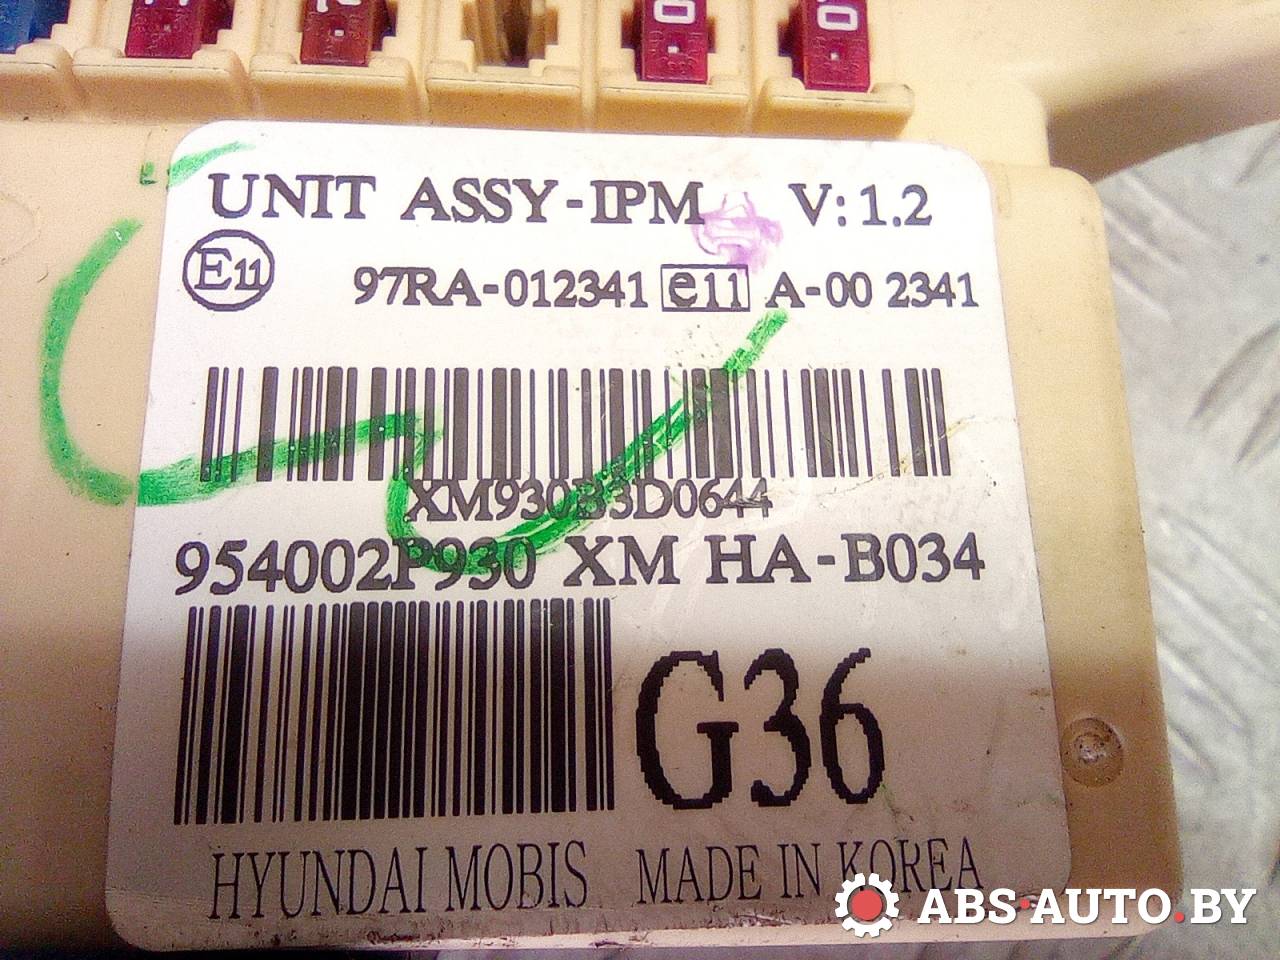 UNIT ASSY-IPM V: 1.2
E11 97RA-012341 e11 A-00 2341
XM930B3D0644
954002P930 XM HA-B034
G36
HYUNDAI MOBIS MADE IN KOREA
ABS-AUTO.BY